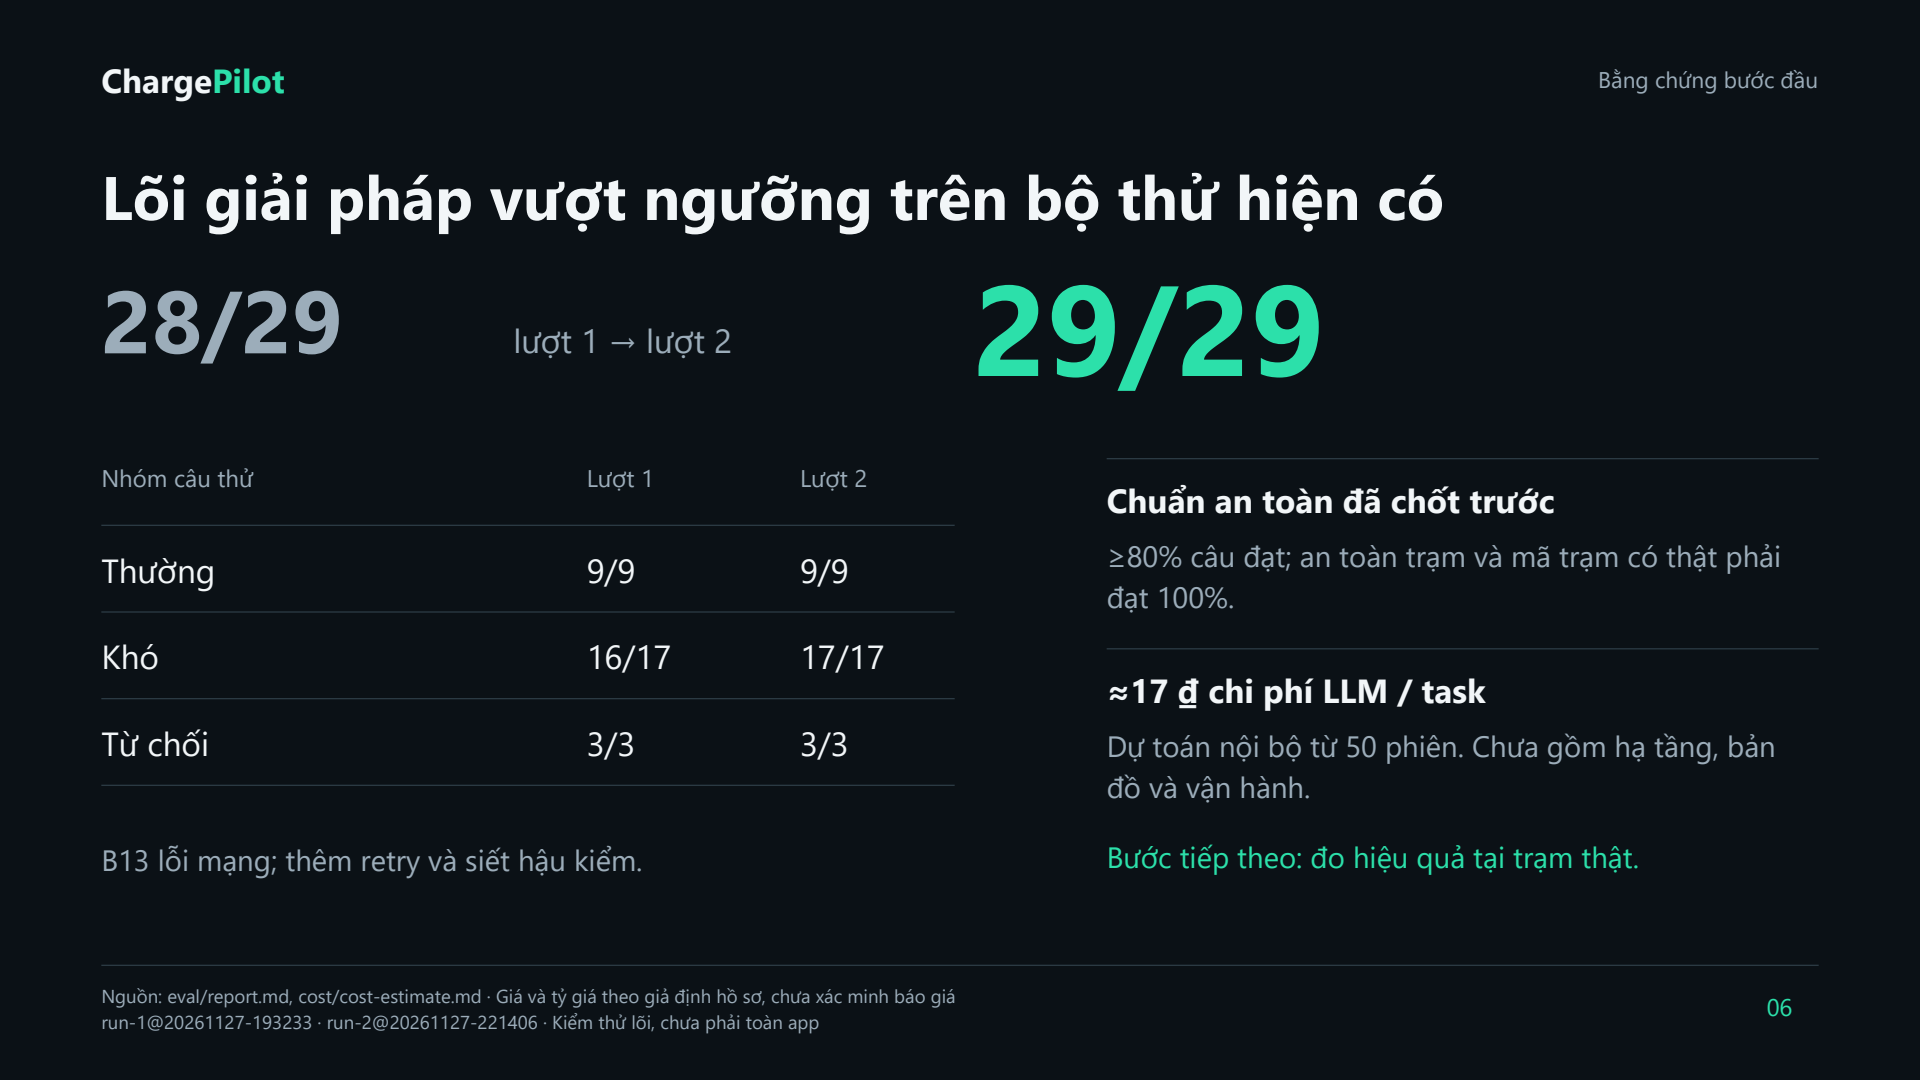 ChargePilot
Bằng chứng bước đầu
Lõi giải pháp vượt ngưỡng trên bộ thử hiện có
28/29
lượt 1 → lượt 2
29/29
Nhóm câu thử Lượt 1 Lượt 2
Thường 9/9 9/9
Khó 16/17 17/17
Từ chối 3/3 3/3
B13 lỗi mạng; thêm retry và siết hậu kiểm.
Chuẩn an toàn đã chốt trước
≥80% câu đạt; an toàn trạm và mã trạm có thật phải
đạt 100%.
≈17 ₫ chi phí LLM / task
Dự toán nội bộ từ 50 phiên. Chưa gồm hạ tầng, bản
đồ và vận hành.
Bước tiếp theo: đo hiệu quả tại trạm thật.
Nguồn: eval/report.md, cost/cost-estimate.md · Giá và tỷ giá theo giả định hồ sơ, chưa xác minh báo giá
run-1@20261127-193233 · run-2@20261127-221406 · Kiểm thử lõi, chưa phải toàn app
06